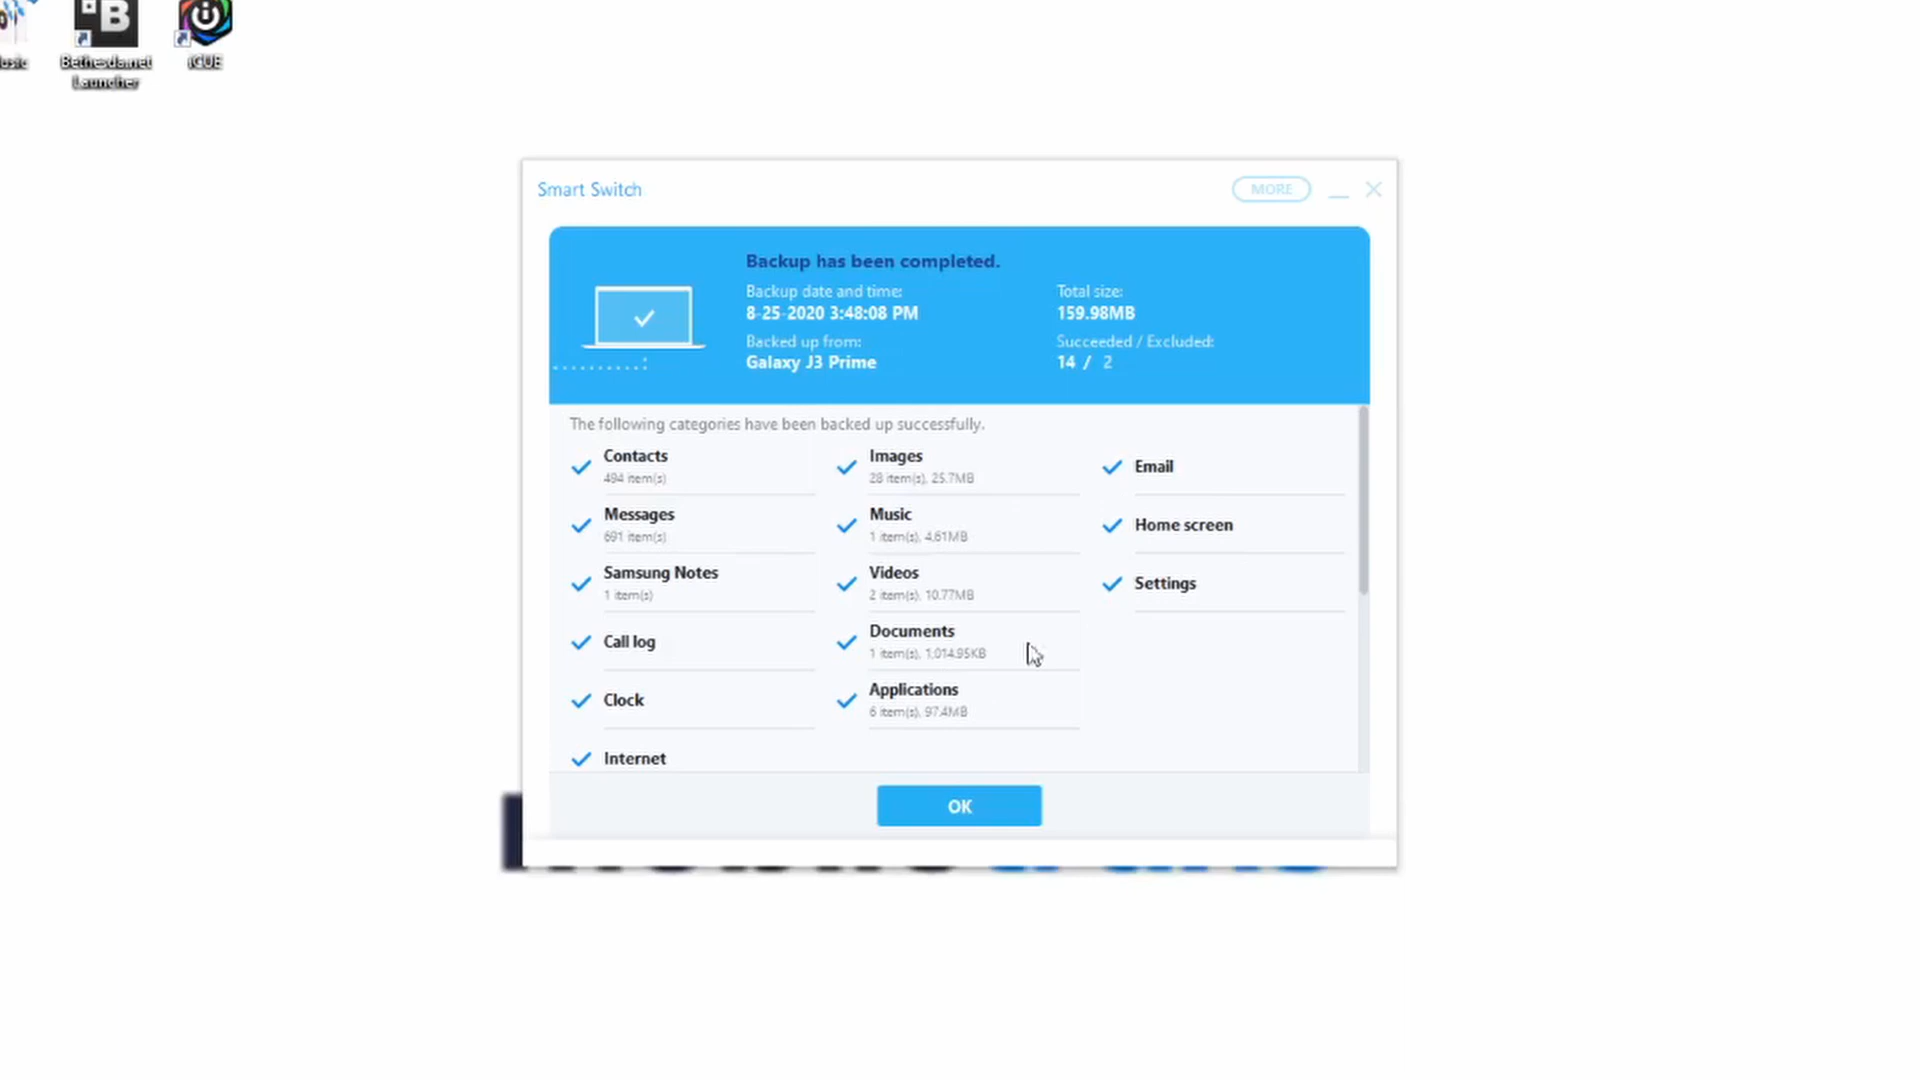 Bethesda.net
Launcher
iCUE
Smart Switch
MORE
Backup has been completed.
Backup date and time:
8-25-2020 3:48:08 PM
Backed up from:
Galaxy J3 Prime
Total size:
159.98MB
Succeeded / Excluded:
14 / 2
The following categories have been backed up successfully.
Contacts
494 item(s)
Messages
691 item(s)
Samsung Notes
1 item(s)
Call log
Clock
Internet
Images
28 item(s), 25.7MB
Music
1 item(s), 4.61MB
Videos
2 item(s), 10.77MB
Documents
1 item(s), 1,014.95KB
Applications
6 item(s), 97.4MB
Email
Home screen
Settings
OK